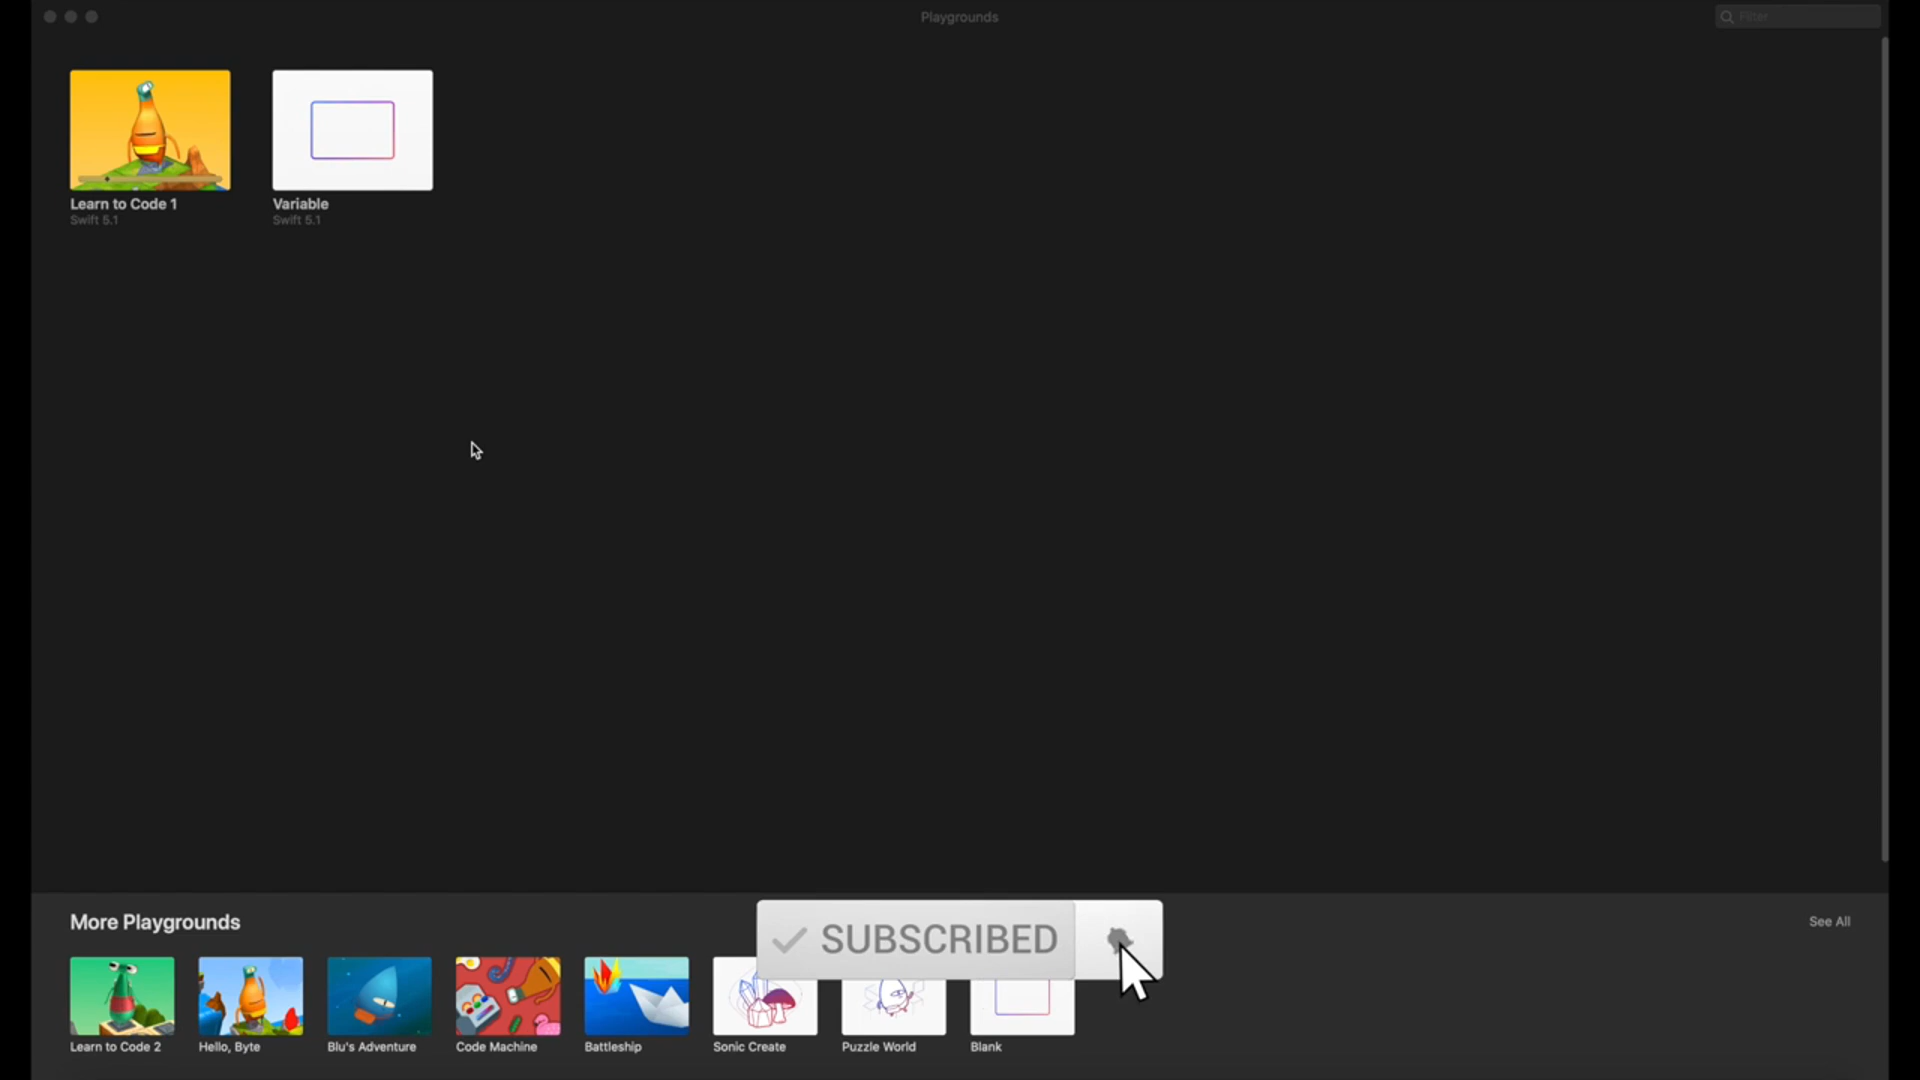 Playgrounds
Filter
Learn to Code 1
Swift 5.1
Variable
Swift 5.1
More Playgrounds
See All
SUBSCRIBED
Learn to Code 2
Hello, Byte
Blu's Adventure
Code Machine
Battleship
Sonic Create
Puzzle World
Blank